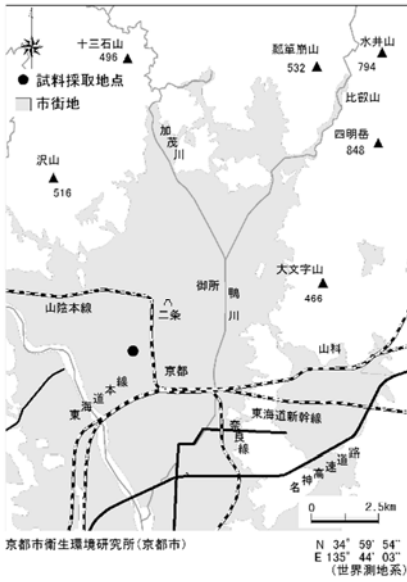 十三石山
496
瓢箪崩山
532
水井山
794
● 試料採取地点
市街地
比叡山
四明岳
848
加茂川
沢山
516
大文字山
466
御所
鴨川
山陰本線
二条
山科
京都
東海道本線
東海道新幹線
奈良線
名神高速道路
0 2.5km
京都市衛生環境研究所(京都市)
N 34° 59′ 54″
E 135° 44′ 03″
(世界測地系)